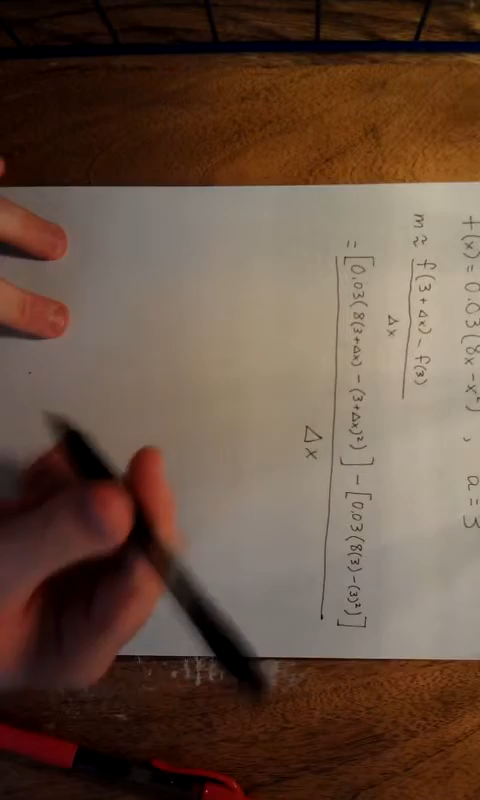 f(x) = 0.03(8x - x²) , a = 3
m ≈ f(3 + Δx) - f(3)
Δx
= [0.03(8(3+Δx) - (3+Δx)²)] - [0.03(8(3)-(3)²)]
Δx